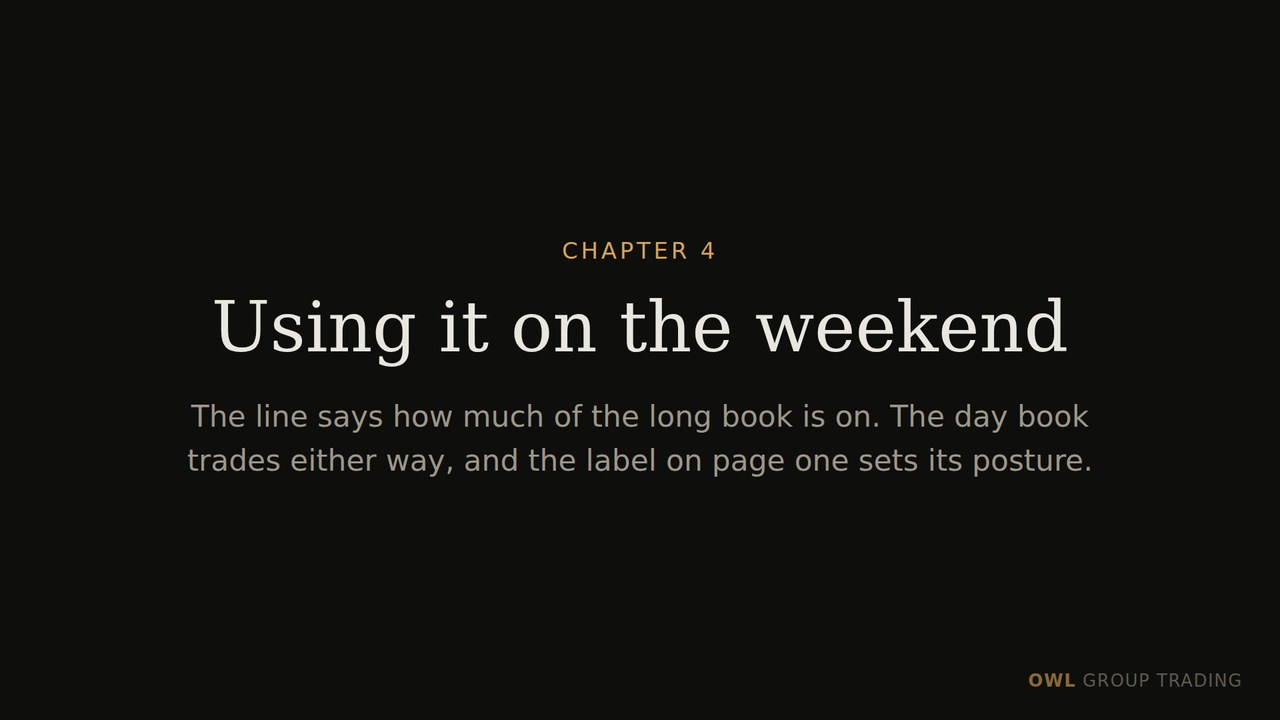 CHAPTER 4
Using it on the weekend
The line says how much of the long book is on. The day book
trades either way, and the label on page one sets its posture.
OWL GROUP TRADING